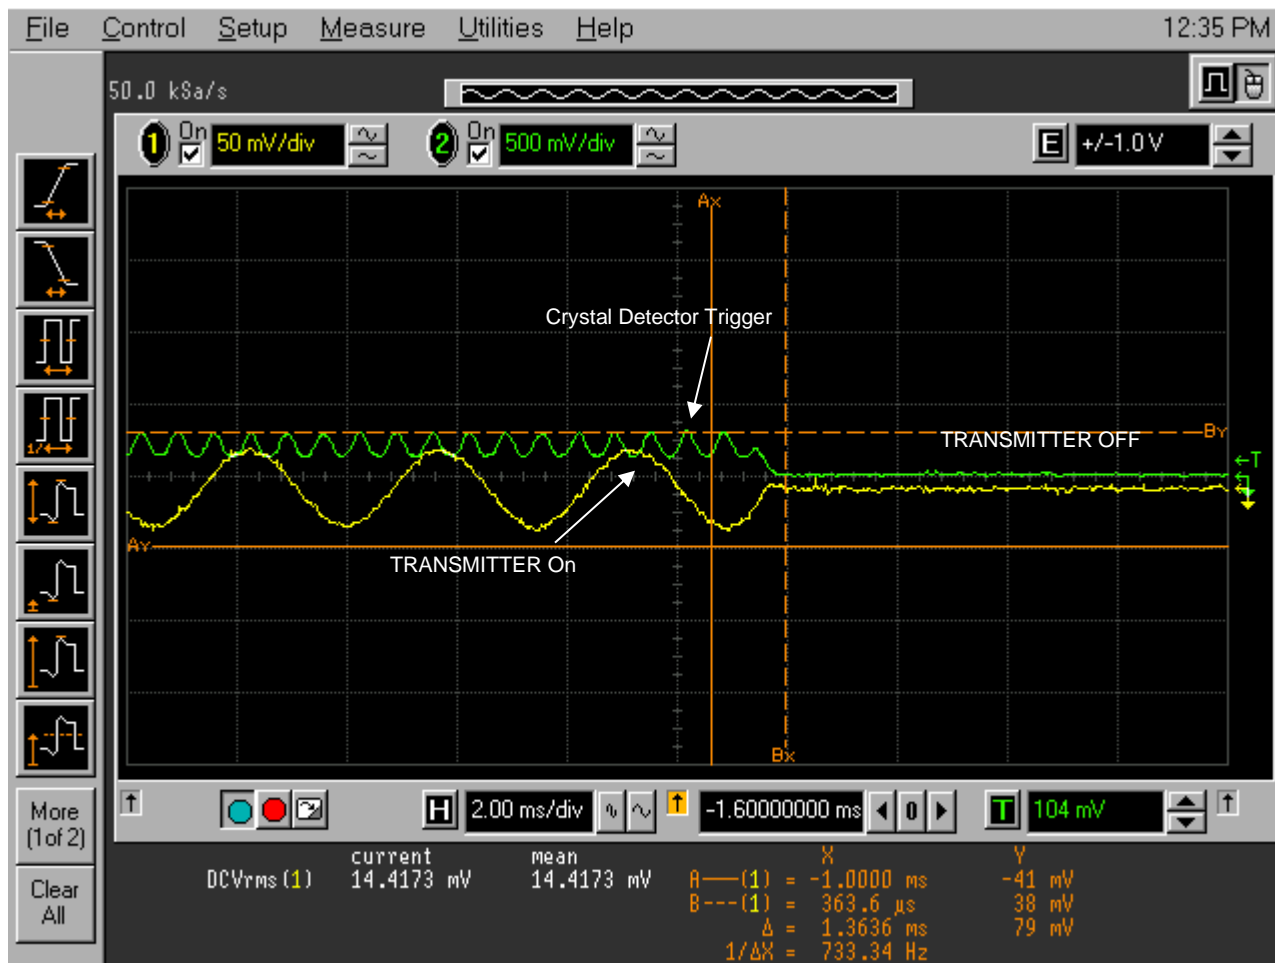 File Control Setup Measure Utilities Help 12:35 PM
50.0 kSa/s
1 On 50 mV/div 2 On 500 mV/div E +/-1.0 V
Ax
Crystal Detector Trigger
By
TRANSMITTER OFF
T
Ay
TRANSMITTER On
Bx
1/
More
(1of 2)
Clear
All
H 2.00 ms/div -1.60000000 ms 0 T 104 mV
current mean X Y
DCVrms(1) 14.4173 mV 14.4173 mV A——(1) = -1.0000 ms -41 mV
B---(1) = 363.6 µs 38 mV
Δ = 1.3636 ms 79 mV
1/ΔX = 733.34 Hz